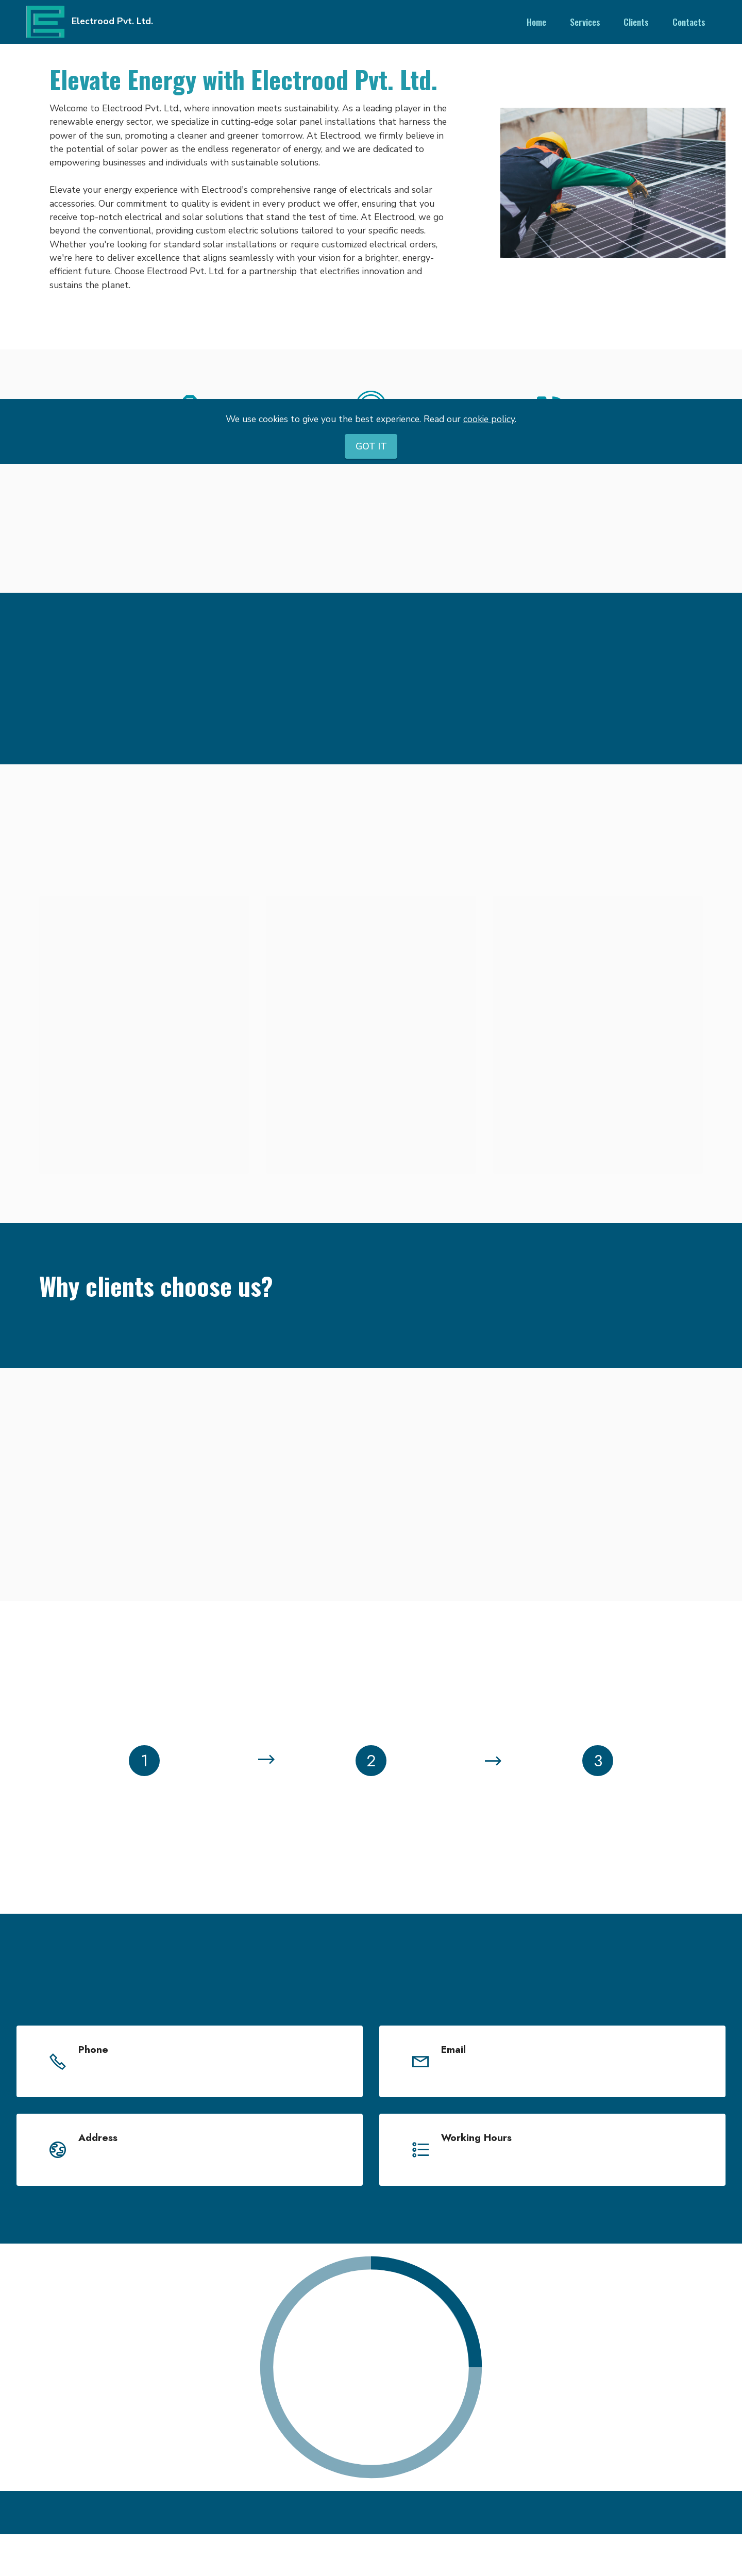 Electrood Pvt. Ltd.
Home Services Clients Contacts
Elevate Energy with Electrood Pvt. Ltd.
Welcome to Electrood Pvt. Ltd., where innovation meets sustainability. As a leading player in the
renewable energy sector, we specialize in cutting-edge solar panel installations that harness the
power of the sun, promoting a cleaner and greener tomorrow. At Electrood, we firmly believe in
the potential of solar power as the endless regenerator of energy, and we are dedicated to
empowering businesses and individuals with sustainable solutions.
Elevate your energy experience with Electrood's comprehensive range of electricals and solar
accessories. Our commitment to quality is evident in every product we offer, ensuring that you
receive top-notch electrical and solar solutions that stand the test of time. At Electrood, we go
beyond the conventional, providing custom electric solutions tailored to your specific needs.
Whether you're looking for standard solar installations or require customized electrical orders,
we're here to deliver excellence that aligns seamlessly with your vision for a brighter, energy-
efficient future. Choose Electrood Pvt. Ltd. for a partnership that electrifies innovation and
sustains the planet.
We use cookies to give you the best experience. Read our cookie policy.
GOT IT
Why clients choose us?
1 2 3
Phone
Email
Address
Working Hours